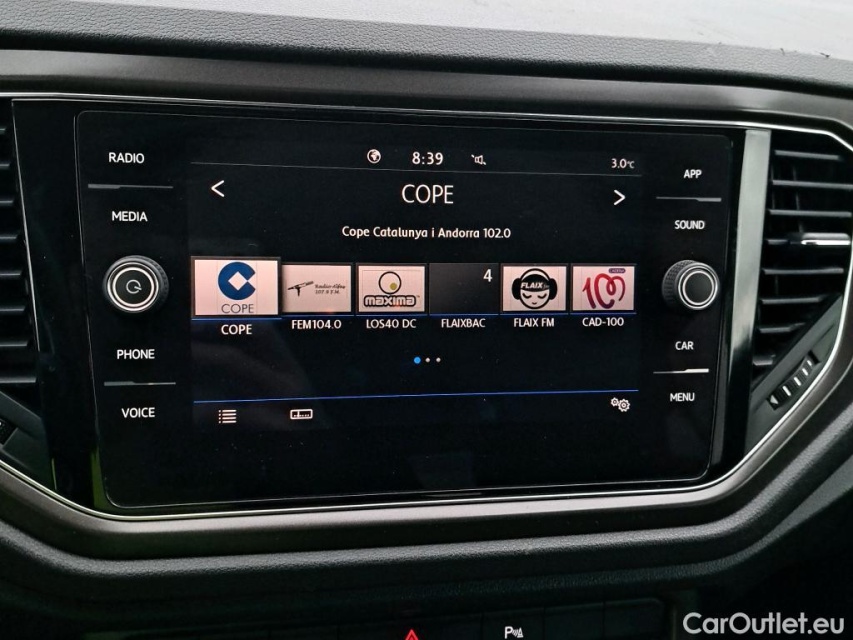 RADIO
MEDIA
PHONE
VOICE
8:39
3.0°C
< COPE >
Cope Catalunya i Andorra 102.0
COPE
maxima
4
FLAIX
100
COPE
FEM104.0
LOS40 DC
FLAIXBAC
FLAIX FM
CAD-100
APP
SOUND
CAR
MENU
P
CarOutlet.eu